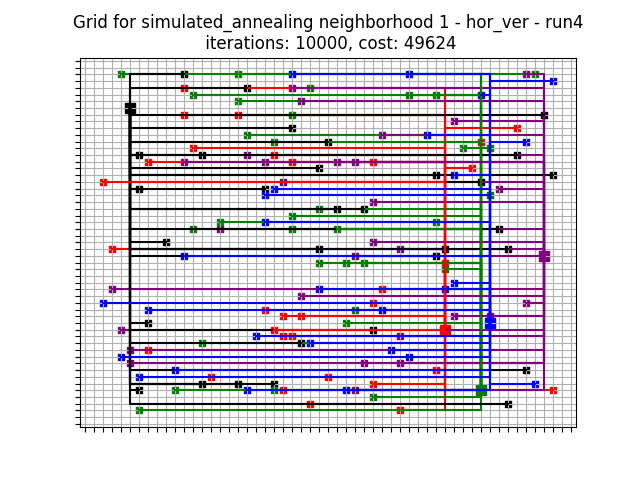 Grid for simulated_annealing neighborhood 1 - hor_ver - run4
iterations: 10000, cost: 49624